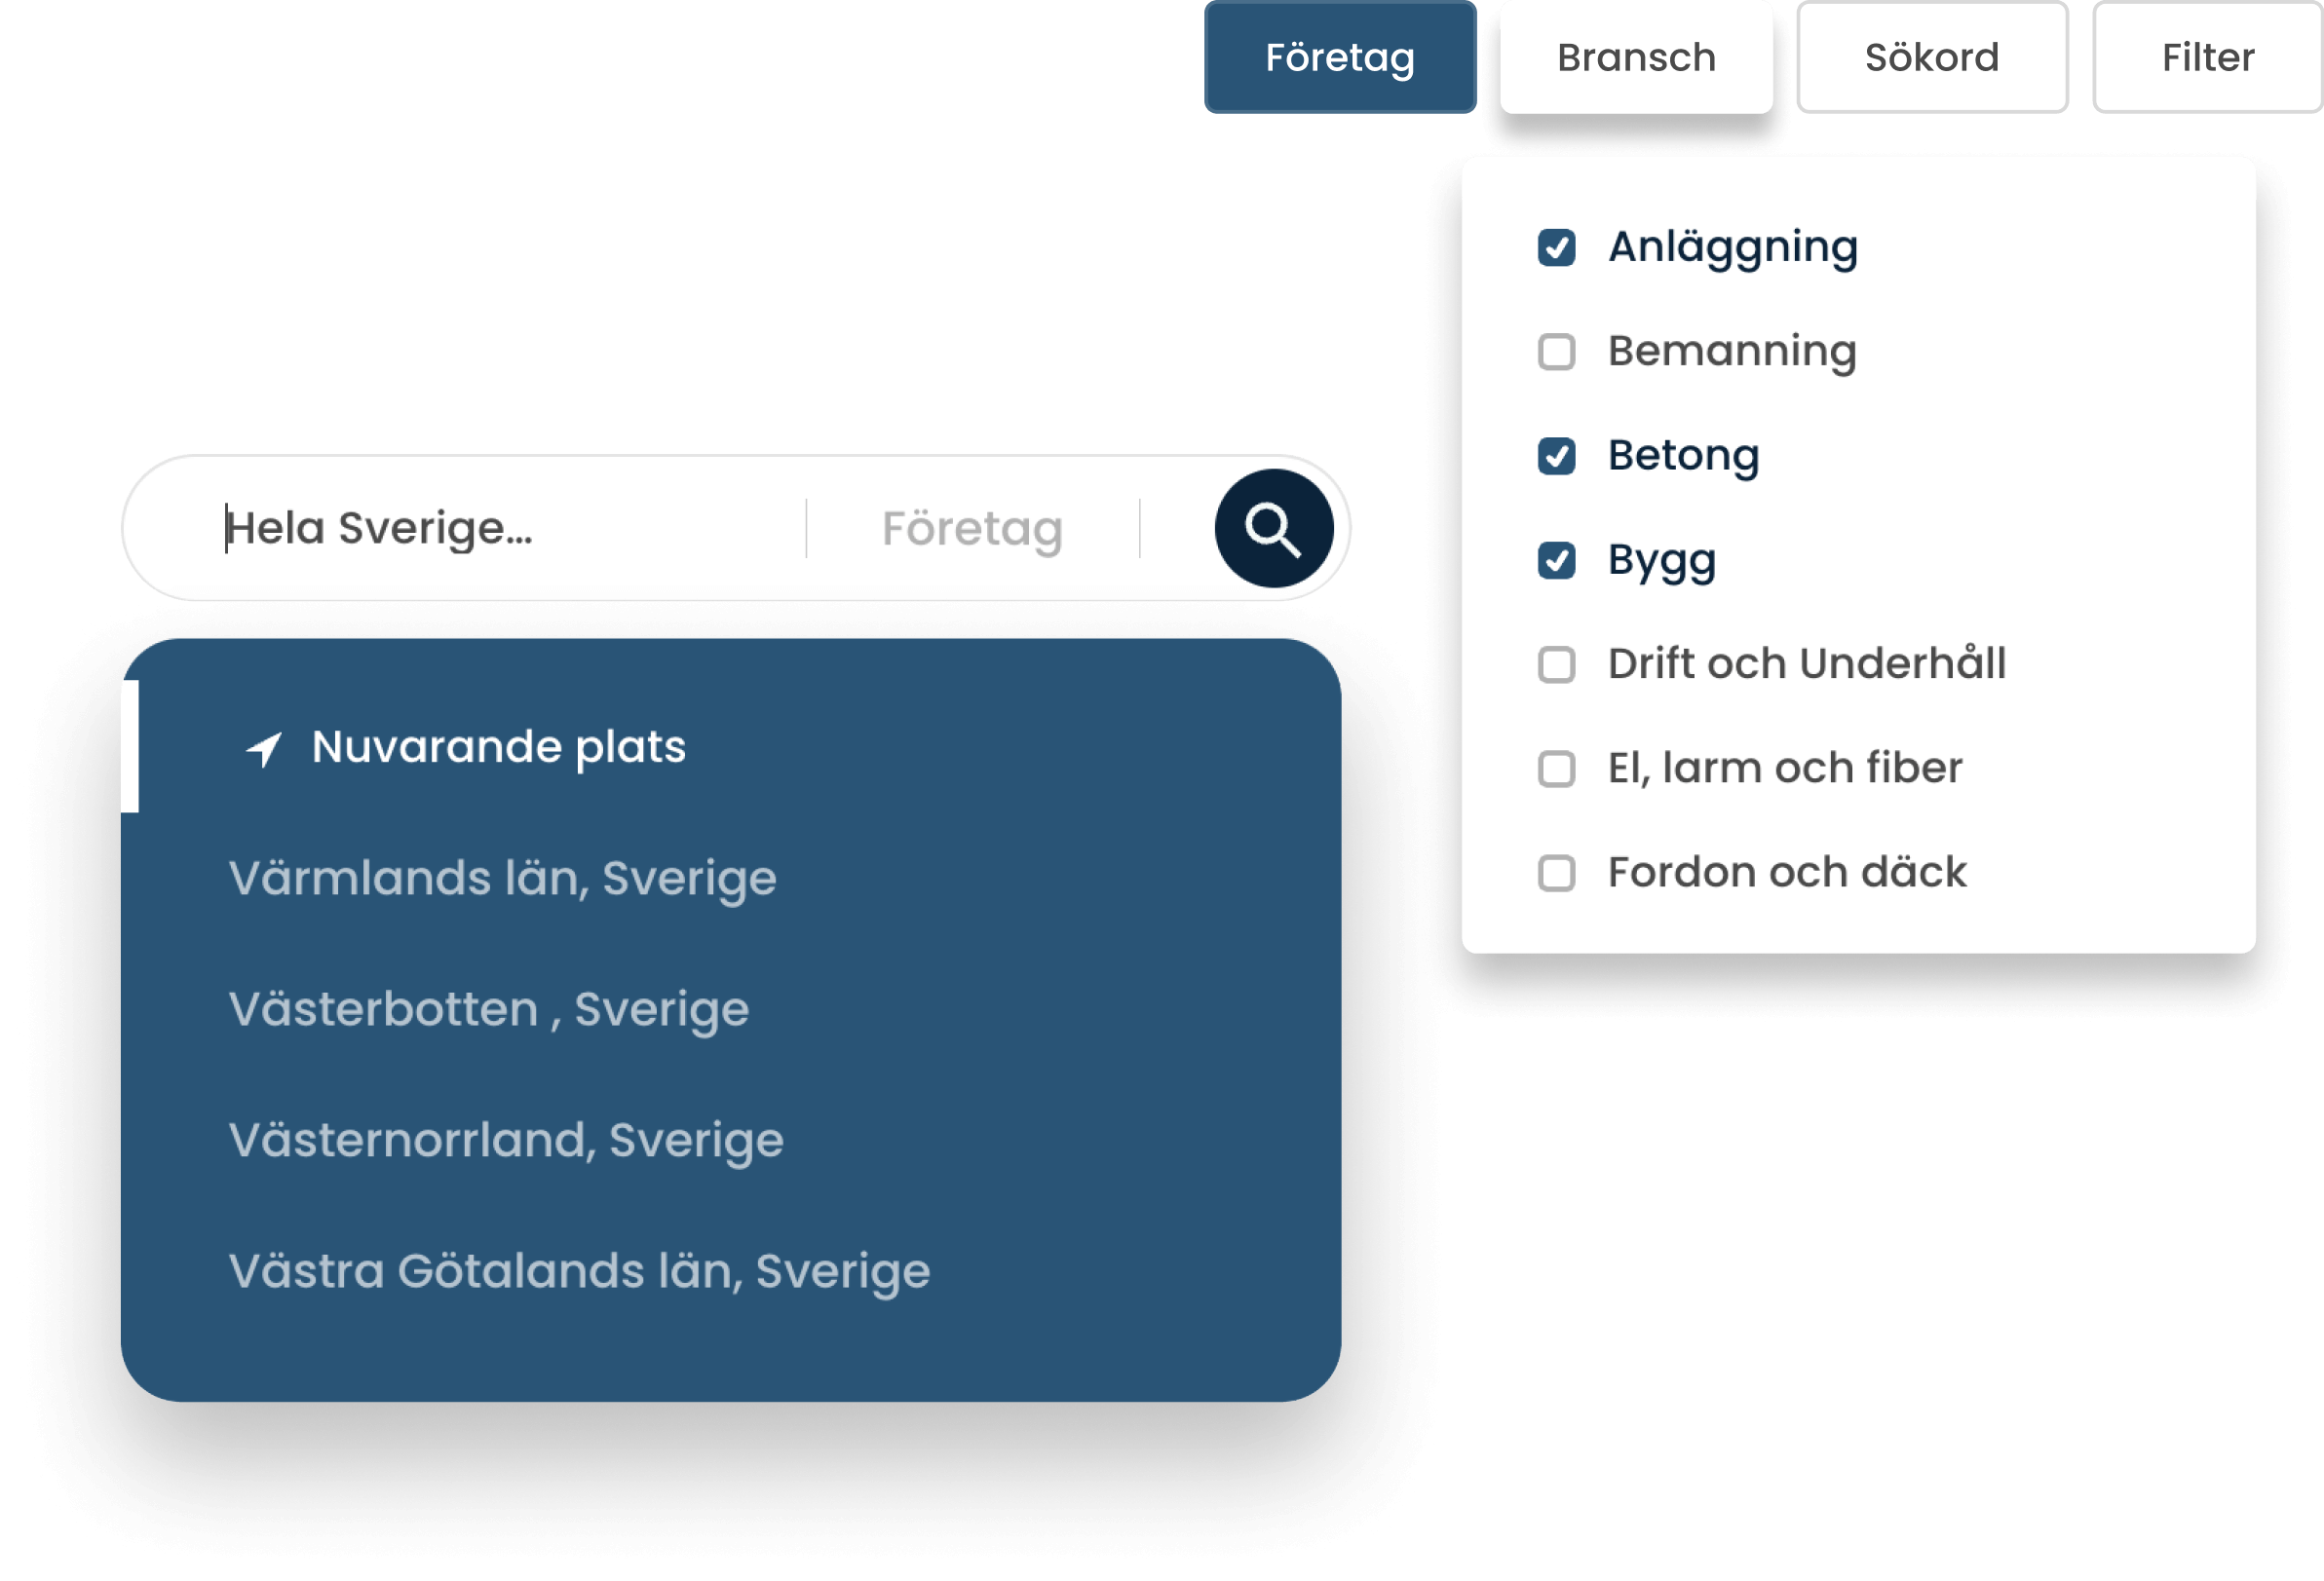 Företag
Bransch
Sökord
Filter
Anläggning
Bemanning
Betong
Bygg
Drift och Underhåll
El, larm och fiber
Fordon och däck
Hela Sverige...
Företag
Nuvarande plats
Värmlands län, Sverige
Västerbotten , Sverige
Västernorrland, Sverige
Västra Götalands län, Sverige